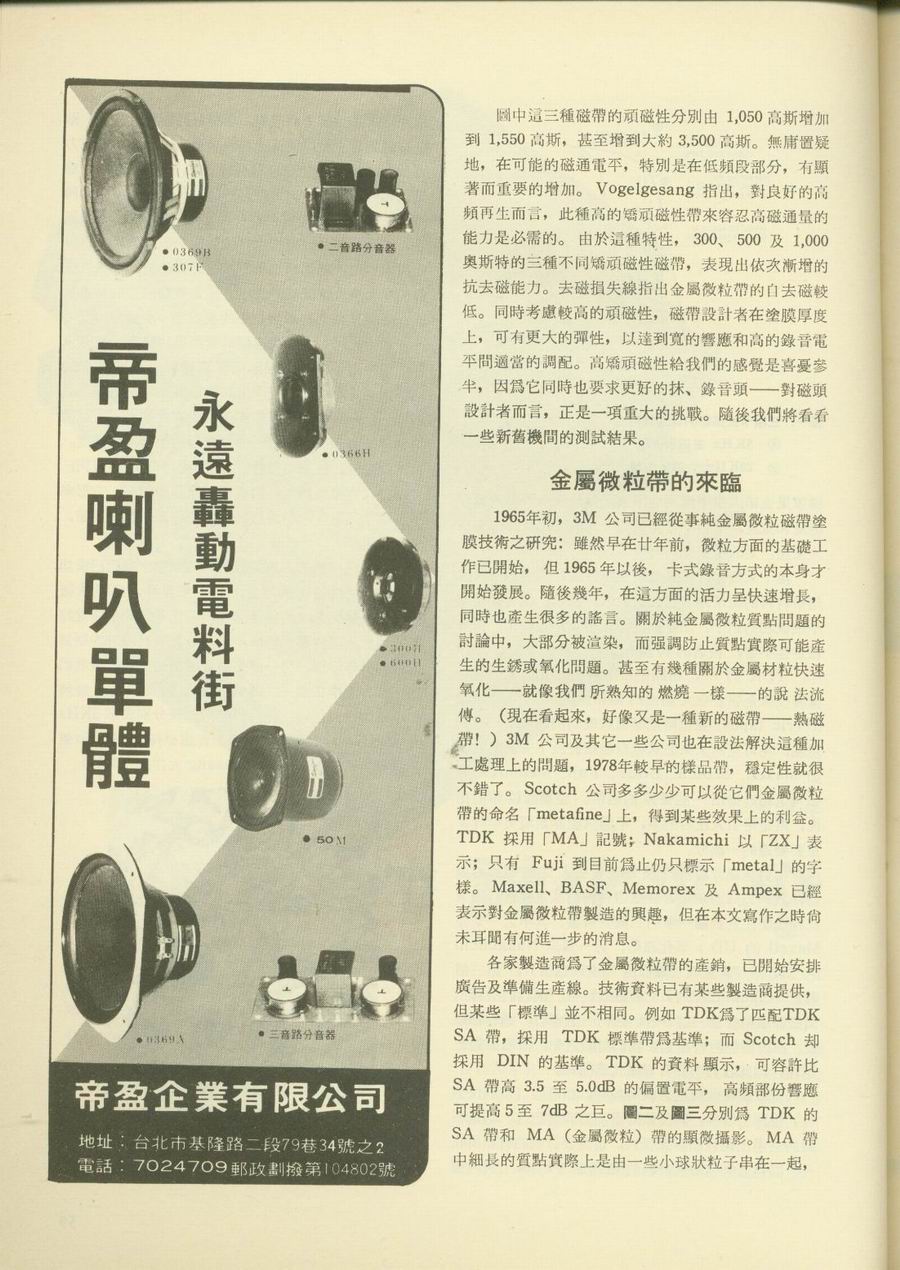 0369B
307F
二音路分音器
帝盈喇叭單體
永遠轟動電料街
0366H
300H
600H
50M
0369A
三音路分音器
帝盈企業有限公司
地址：台北市基隆路二段79巷34號之2
電話：7024709郵政劃撥第104802號
圖中這三種磁帶的頑磁性分別由 1,050 高斯增加
到 1,550 高斯，甚至增到大約 3,500 高斯。無庸置疑
地，在可能的磁通電平，特別是在低頻段部分，有顯
著而重要的增加。Vogelgesang 指出，對良好的高
頻再生而言，此種高的矯頑磁性帶來容忍高磁通量的
能力是必需的。由於這種特性，300、500 及 1,000
奧斯特的三種不同矯頑磁性磁帶，表現出依次漸增的
抗去磁能力。去磁損失線指出金屬微粒帶的自去磁較
低。同時考慮較高的頑磁性，磁帶設計者在塗膜厚度
上，可有更大的彈性，以達到寬的響應和高的錄音電
平間適當的調配。高矯頑磁性給我們的感覺是喜憂參
半，因爲它同時也要求更好的抹、錄音頭——對磁頭
設計者而言，正是一項重大的挑戰。隨後我們將看看
一些新舊機間的測試結果。
金屬微粒帶的來臨
1965年初，3M 公司已經從事純金屬微粒磁帶塗
膜技術之研究：雖然早在廿年前，微粒方面的基礎工
作已開始，但 1965 年以後，卡式錄音方式的本身才
開始發展。隨後幾年，在這方面的活力呈快速增長，
同時也產生很多的謠言。關於純金屬微粒質點問題的
討論中，大部分被渲染，而强調防止質點實際可能產
生的生銹或氧化問題。甚至有幾種關於金屬材粒快速
氧化——就像我們所熟知的燃燒一樣——的說法流
傳。（現在看起來，好像又是一種新的磁帶——熱磁
帶！）3M 公司及其它一些公司也在設法解決這種加
工處理上的問題，1978年較早的樣品帶，穩定性就很
不錯了。Scotch 公司多多少少可以從它們金屬微粒
帶的命名「metafine」上，得到某些效果上的利益。
TDK 採用「MA」記號；Nakamichi 以「ZX」表
示；只有 Fuji 到目前爲止仍只標示「metal」的字
樣。Maxell、BASF、Memorex 及 Ampex 已經
表示對金屬微粒帶製造的興趣，但在本文寫作之時尙
未耳聞有何進一步的消息。
各家製造商爲了金屬微粒帶的產銷，已開始安排
廣告及準備生產線。技術資料已有某些製造商提供，
但某些「標準」並不相同。例如 TDK爲了匹配TDK
SA 帶，採用 TDK 標準帶爲基準；而 Scotch 却
採用 DIN 的基準。TDK 的資料顯示，可容許比
SA 帶高 3.5 至 5.0dB 的偏置電平，高頻部份響應
可提高 5 至 7dB 之巨。圖二及圖三分別爲 TDK 的
SA 帶和 MA（金屬微粒）帶的顯微攝影。MA 帶
中細長的質點實際上是由一些小球狀粒子串在一起，